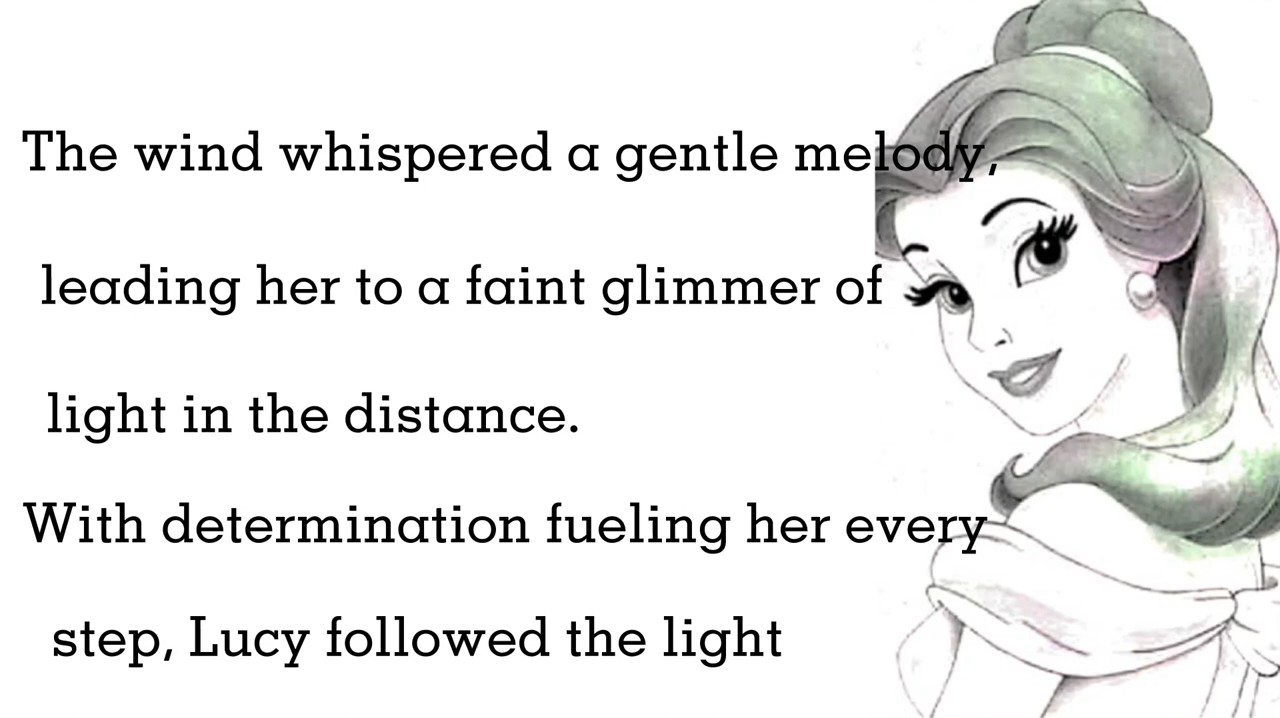 The wind whispered a gentle melody,
leading her to a faint glimmer of
light in the distance.
With determination fueling her every
step, Lucy followed the light